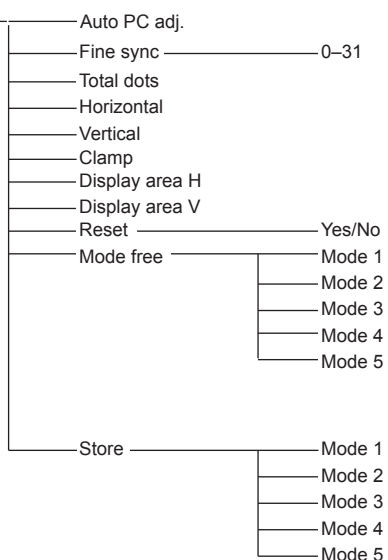 Auto PC adj.
Fine sync 0–31
Total dots
Horizontal
Vertical
Clamp
Display area H
Display area V
Reset Yes/No
Mode free Mode 1
Mode 2
Mode 3
Mode 4
Mode 5
Store Mode 1
Mode 2
Mode 3
Mode 4
Mode 5